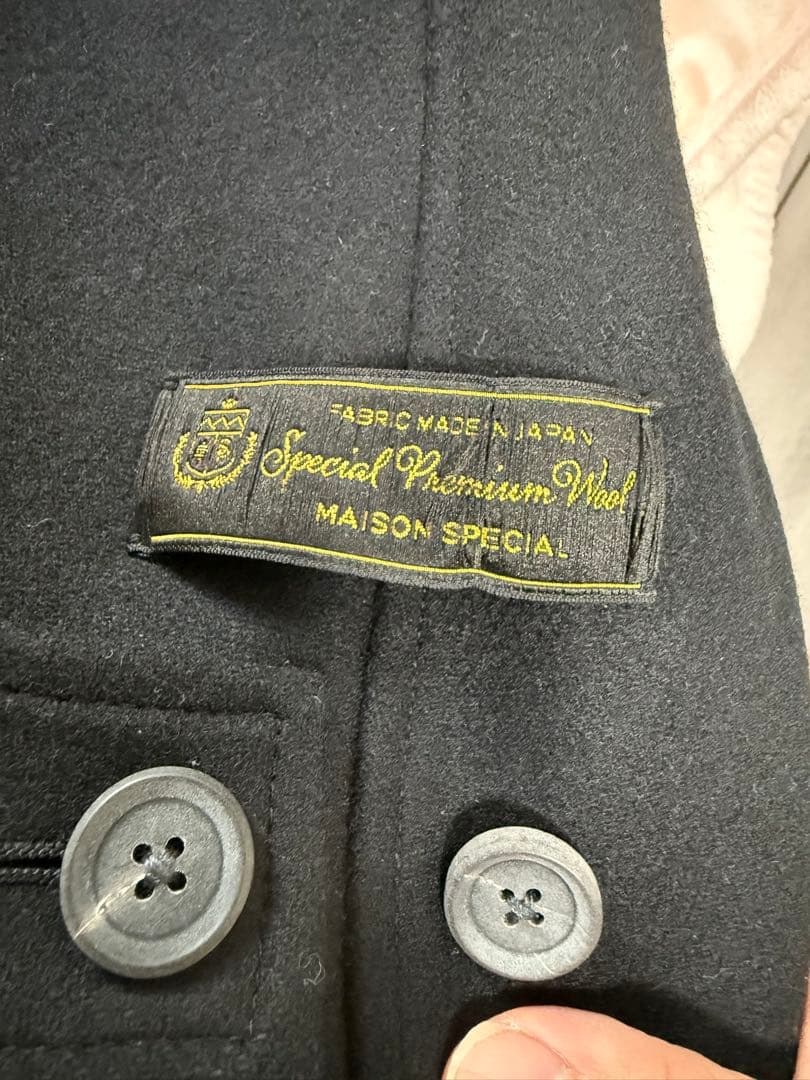 FABRIC MADE IN JAPAN
Special Premium Wool
MAISON SPECIAL